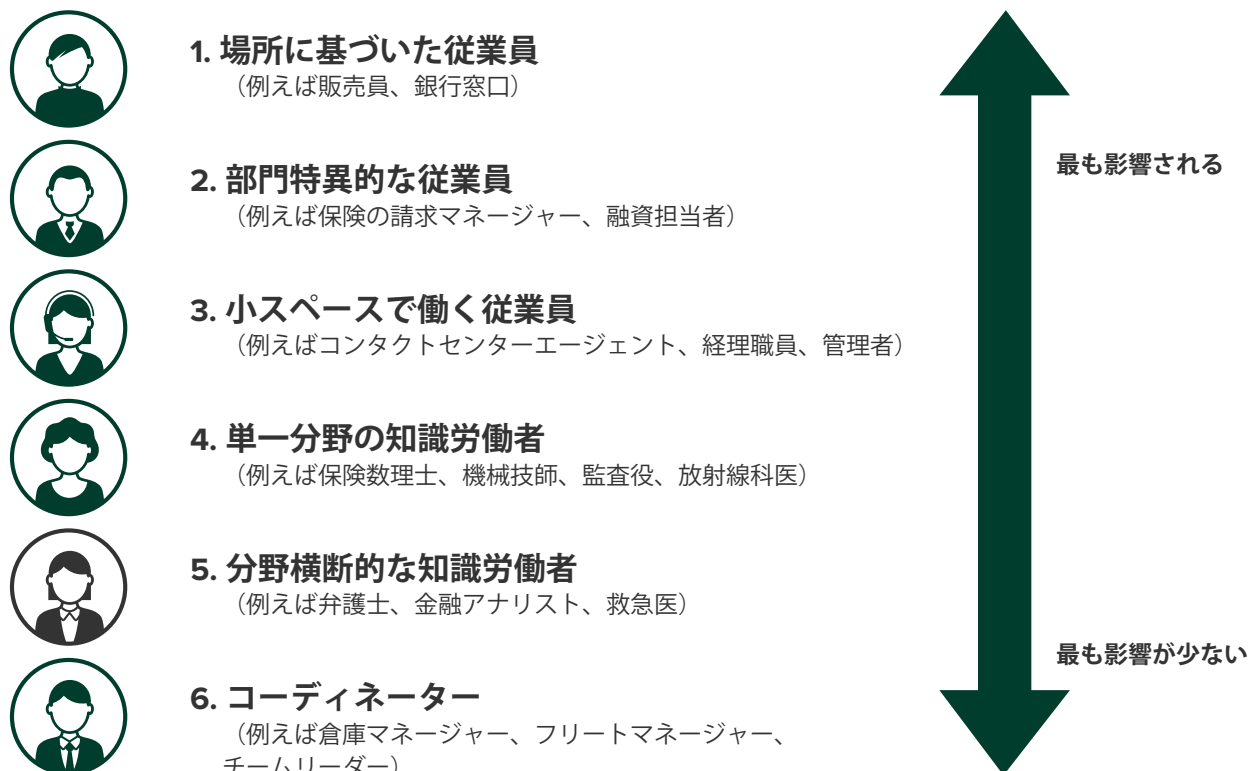 1. 場所に基づいた従業員
（例えば販売員、銀行窓口）
最も影響される
2. 部門特異的な従業員
（例えば保険の請求マネージャー、融資担当者）
3. 小スペースで働く従業員
（例えばコンタクトセンターエージェント、経理職員、管理者）
4. 単一分野の知識労働者
（例えば保険数理士、機械技師、監査役、放射線科医）
5. 分野横断的な知識労働者
（例えば弁護士、金融アナリスト、救急医）
最も影響が少ない
6. コーディネーター
（例えば倉庫マネージャー、フリートマネージャー、
チームリーダー）